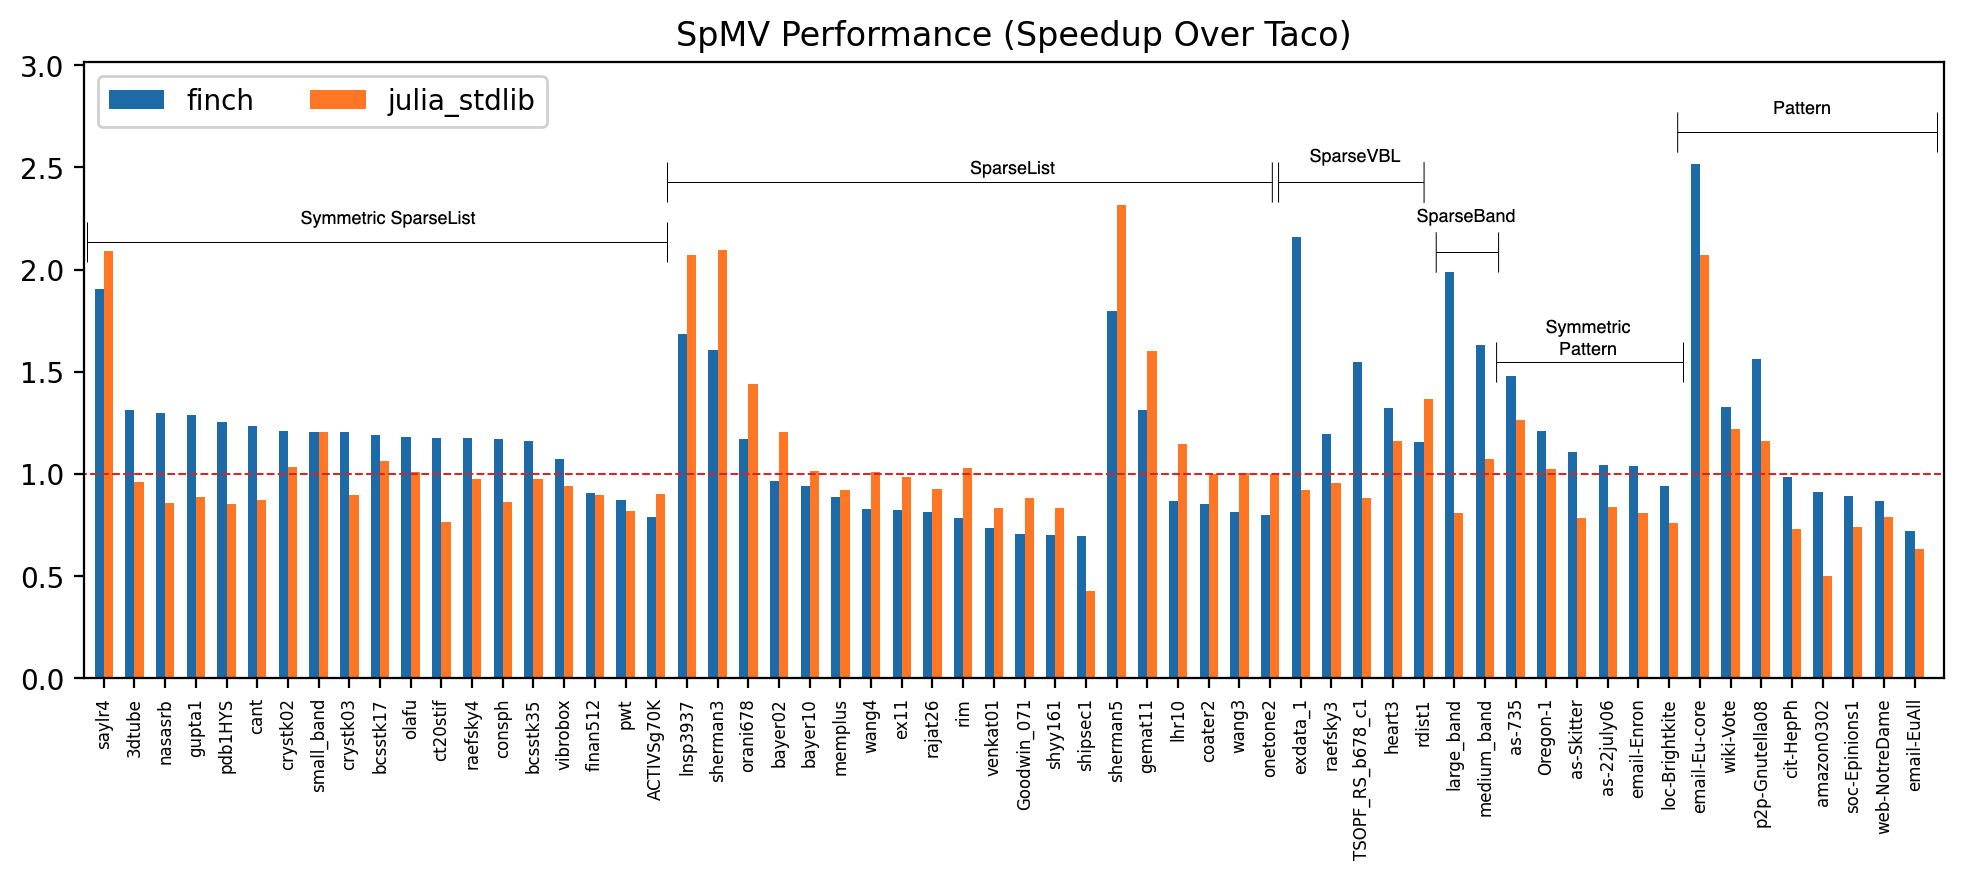 SpMV Performance (Speedup Over Taco)
finch
julia_stdlib
3.0
2.5
2.0
1.5
1.0
0.5
0.0
Symmetric SparseList
SparseList
SparseVBL
SparseBand
Symmetric
Pattern
Pattern
saylr4
3dtube
nasasrb
gupta1
pdb1HYS
cant
crystk02
small_band
crystk03
bcsstk17
olafu
ct20stif
raefsky4
consph
bcsstk35
vibrobox
finan512
pwt
ACTIVSg70K
lnsp3937
sherman3
orani678
bayer02
bayer10
memplus
wang4
ex11
rajat26
rim
venkat01
Goodwin_071
shyy161
shipsec1
sherman5
gemat11
lhr10
coater2
wang3
onetone2
exdata_1
raefsky3
TSOPF_RS_b678_c1
heart3
rdist1
large_band
medium_band
as-735
Oregon-1
as-Skitter
as-22july06
email-Enron
loc-Brightkite
email-Eu-core
wiki-Vote
p2p-Gnutella08
cit-HepPh
amazon0302
soc-Epinions1
web-NotreDame
email-EuAll